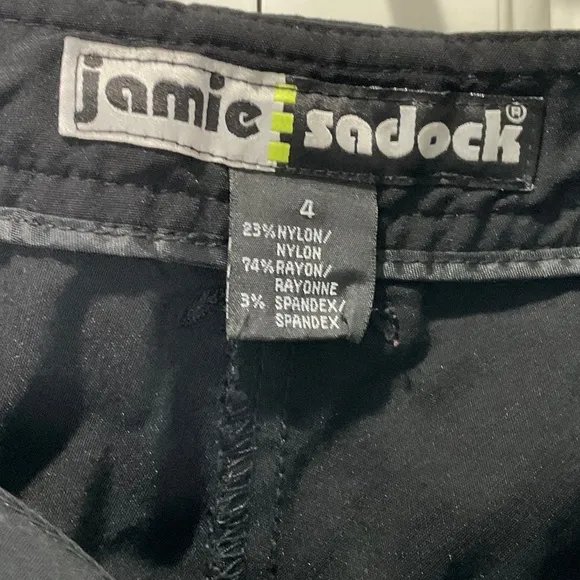 jamie sadock®
4
23% NYLON/
NYLON
74% RAYON/
RAYONNE
3% SPANDEX/
SPANDEX